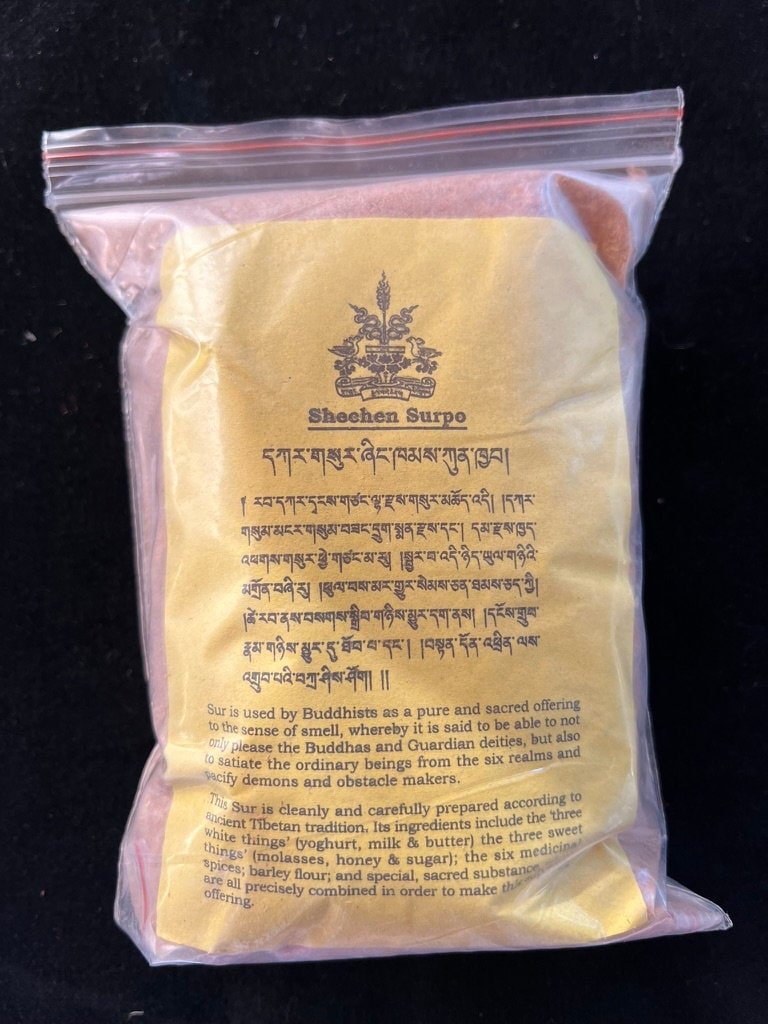 Shechen Surpo
དཀར་གསུར་ཞིང་ཁམས་ཀུན་ཁྱབ།
༈ རབ་དཀར་དྭངས་གཙང་ལྷ་རྫས་གསུར་མཆོད་འདི། །དཀར་
གསུམ་མངར་གསུམ་བཟང་དྲུག་སྨན་རྫས་དང་། དམ་རྫས་ཁྱད་
འཕགས་གསུར་ཕྱེ་གཙང་མ་རུ། །སྦྱར་བ་འདི་ཉིད་ཡུལ་གཉིའི་
མགྲོན་བཞི་རུ། །ཕུལ་བས་མར་གྱུར་སེམས་ཅན་ཐམས་ཅད་ཀྱི།
།ཚེ་རབ་ནས་བསགས་སྒྲིབ་གཉིས་མྱུར་དག་ནས། །དངོས་གྲུབ་
རྣམ་གཉིས་མྱུར་དུ་ཐོབ་པ་དང་། །བསྟན་དོན་འཕྲིན་ལས་
འགྲུབ་པའི་བཀྲ་ཤིས་ཤོག། །།
Sur is used by Buddhists as a pure and sacred offering
to the sense of smell, whereby it is said to be able to not
only please the Buddhas and Guardian deities, but also
to satiate the ordinary beings from the six realms and
pacify demons and obstacle makers.
This Sur is cleanly and carefully prepared according to
ancient Tibetan tradition. Its ingredients include the 'three
white things' (yoghurt, milk & butter) the three sweet
things' (molasses, honey & sugar); the six medicinal
spices; barley flour; and special, sacred substance
are all precisely combined in order to make
offering.